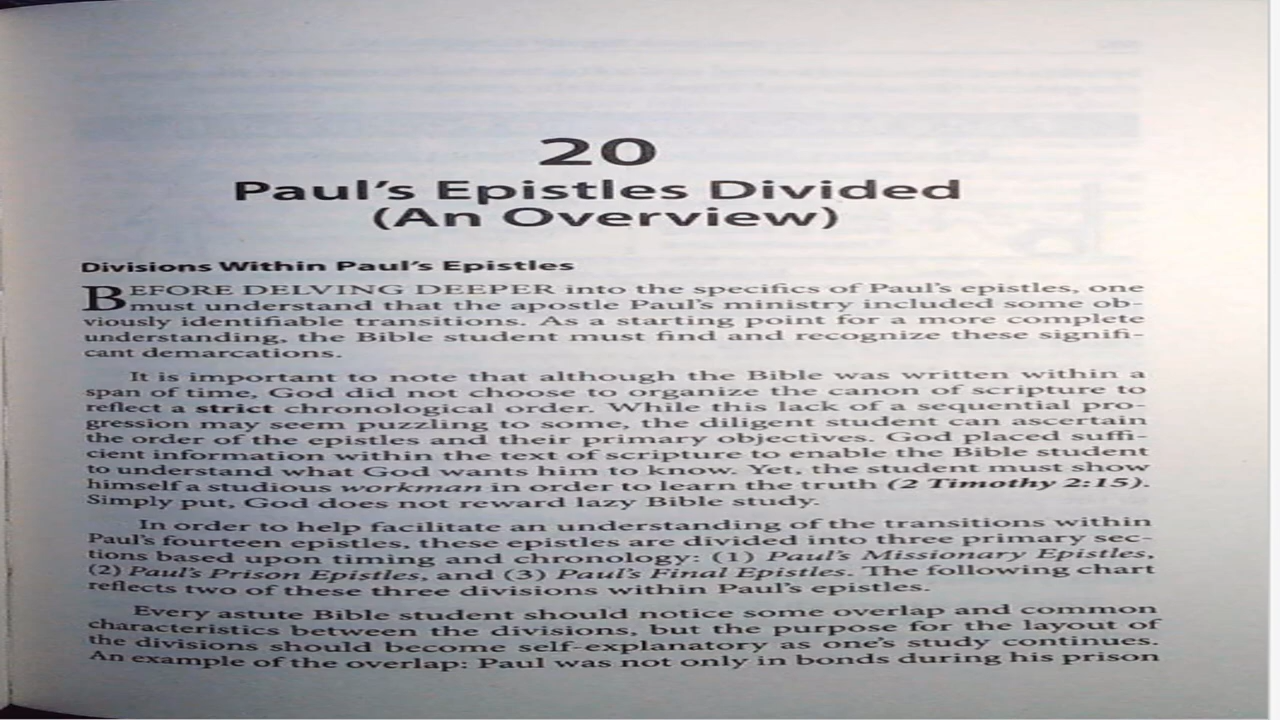 20
Paul's Epistles Divided
(An Overview)
Divisions Within Paul's Epistles
BEFORE DELVING DEEPER into the specifics of Paul's epistles, one
must understand that the apostle Paul's ministry included some ob-
viously identifiable transitions. As a starting point for a more complete
understanding, the Bible student must find and recognize these signifi-
cant demarcations.
It is important to note that although the Bible was written within a
span of time, God did not choose to organize the canon of scripture to
reflect a strict chronological order. While this lack of a sequential pro-
gression may seem puzzling to some, the diligent student can ascertain
the order of the epistles and their primary objectives. God placed suffi-
cient information within the text of scripture to enable the Bible student
to understand what God wants him to know. Yet, the student must show
himself a studious workman in order to learn the truth (2 Timothy 2:15).
Simply put, God does not reward lazy Bible study.
In order to help facilitate an understanding of the transitions within
Paul's fourteen epistles, these epistles are divided into three primary sec-
tions based upon timing and chronology: (1) Paul's Missionary Epistles,
(2) Paul's Prison Epistles, and (3) Paul's Final Epistles. The following chart
reflects two of these three divisions within Paul's epistles.
Every astute Bible student should notice some overlap and common
characteristics between the divisions, but the purpose for the layout of
the divisions should become self-explanatory as one's study continues.
An example of the overlap: Paul was not only in bonds during his prison